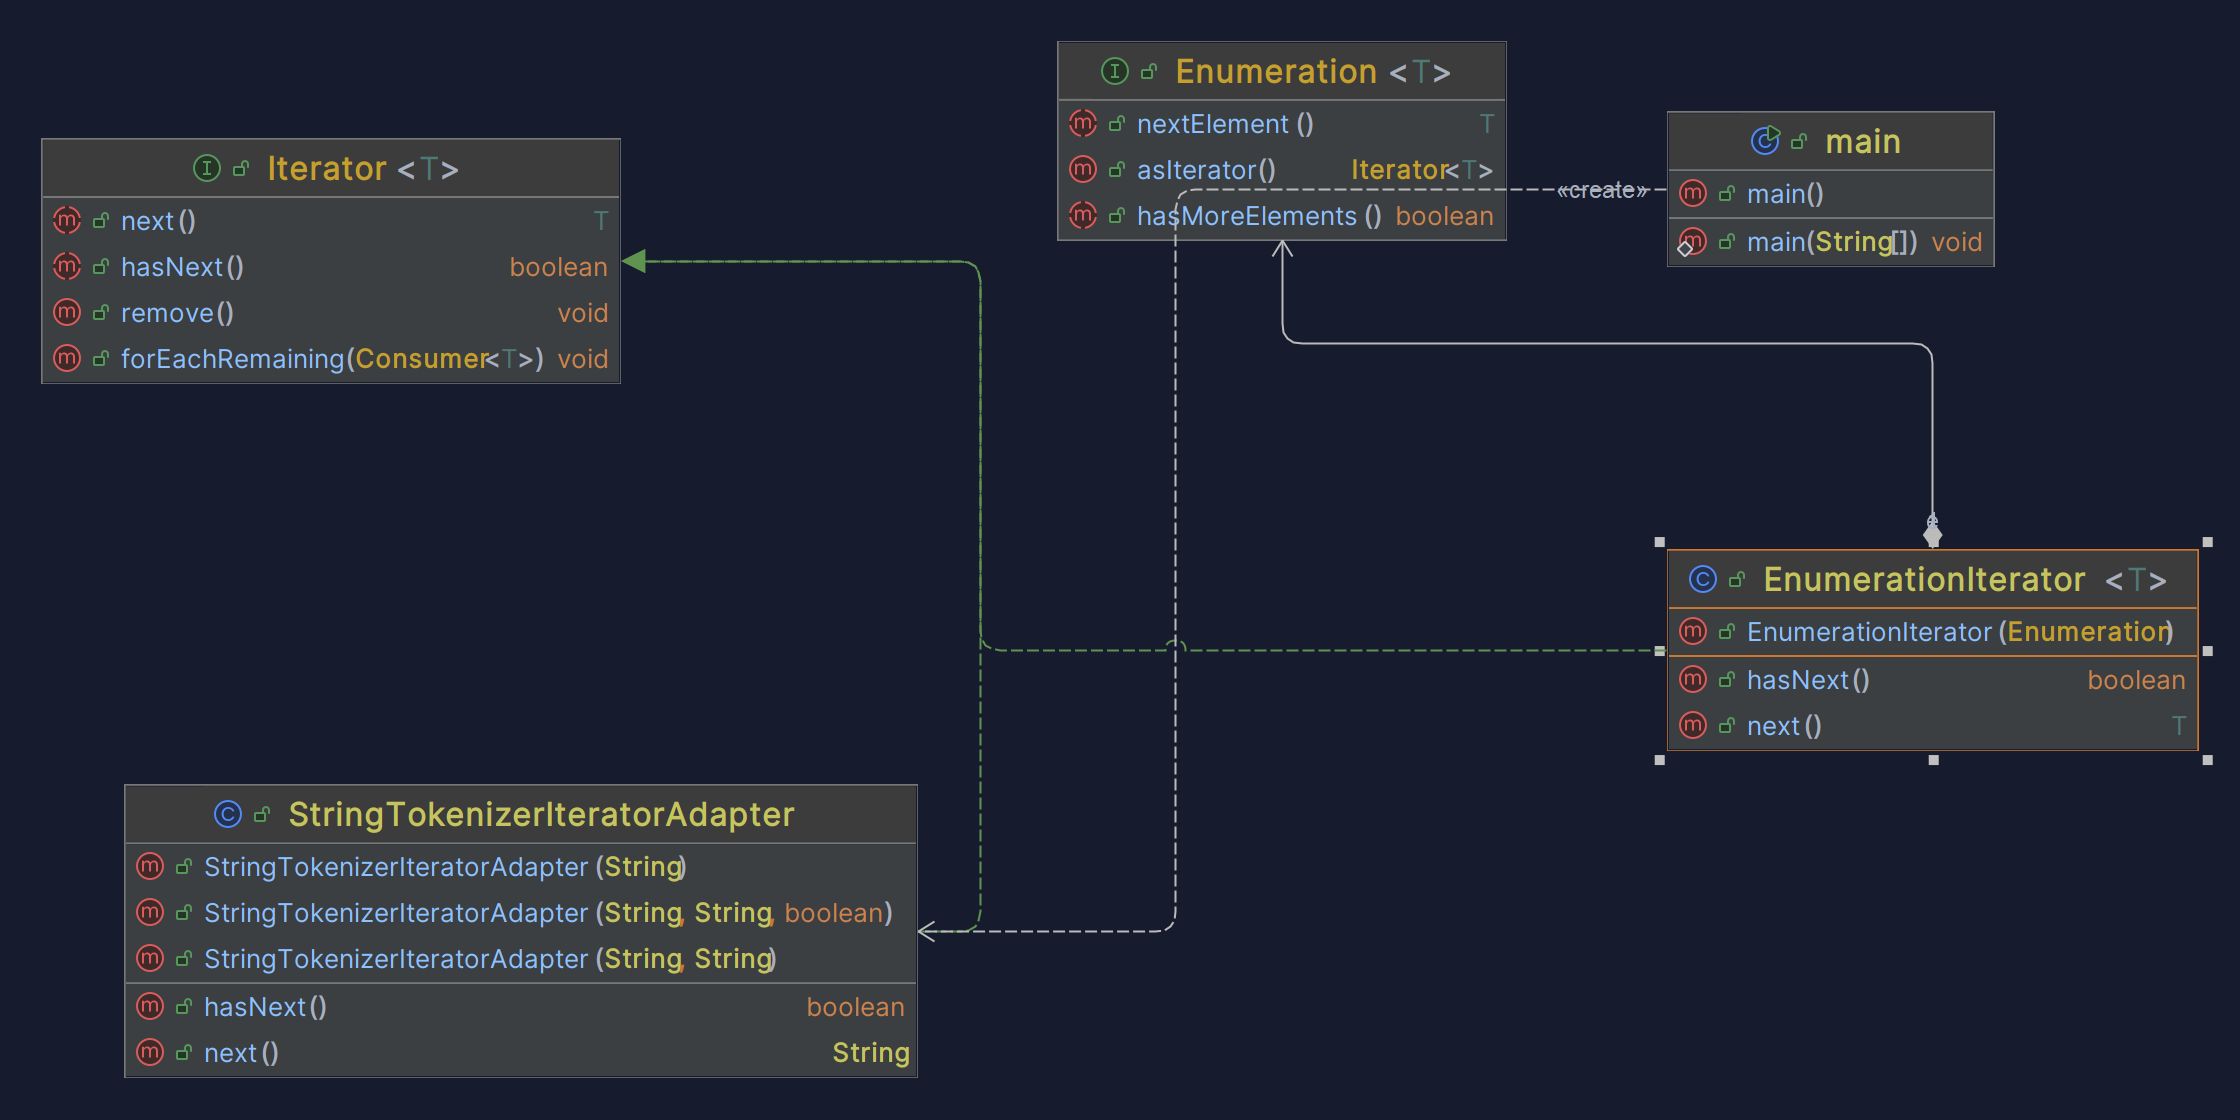 Iterator <T>
next() T
hasNext() boolean
remove() void
forEachRemaining(Consumer<T>) void
Enumeration <T>
nextElement () T
asIterator() Iterator<T>
hasMoreElements () boolean
main
main()
main(String[]) void
«create»
EnumerationIterator <T>
EnumerationIterator (Enumeration)
hasNext() boolean
next() T
StringTokenizerIteratorAdapter
StringTokenizerIteratorAdapter (String)
StringTokenizerIteratorAdapter (String, String, boolean)
StringTokenizerIteratorAdapter (String, String)
hasNext() boolean
next() String